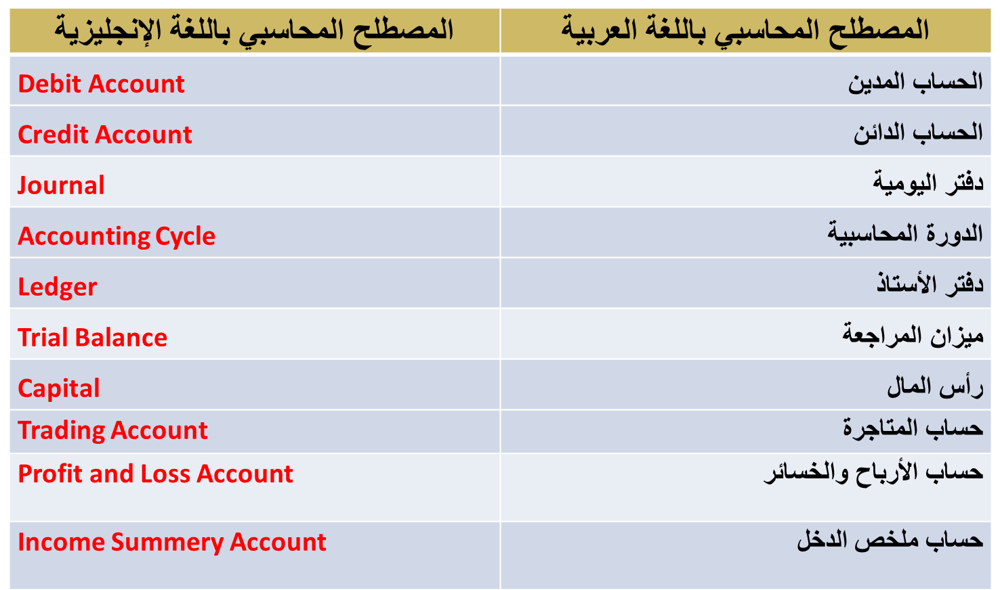 المصطلح المحاسبي باللغة العربية
المصطلح المحاسبي باللغة الإنجليزية
الحساب المدين
Debit Account
الحساب الدائن
Credit Account
دفتر اليومية
Journal
الدورة المحاسبية
Accounting Cycle
دفتر الأستاذ
Ledger
ميزان المراجعة
Trial Balance
رأس المال
Capital
حساب المتاجرة
Trading Account
حساب الأرباح والخسائر
Profit and Loss Account
حساب ملخص الدخل
Income Summery Account